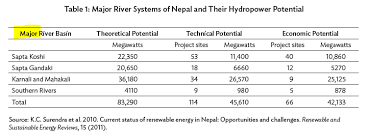 Table 1: Major River Systems of Nepal and Their Hydropower Potential
Major River Basin Theoretical Potential Technical Potential Economic Potential
Megawatts Project sites Megawatts Project sites Megawatts
Sapta Koshi 22,350 53 11,400 40 10,860
Sapta Gandaki 20,650 18 6660 12 5270
Karnali and Mahakali 36,180 34 26,570 9 25,125
Southern Rivers 4110 9 980 5 878
Total 83,290 114 45,610 66 42,133
Source: K.C. Surendra et al. 2010. Current status of renewable energy in Nepal: Opportunities and challenges. Renewable
and Sustainable Energy Reviews, 15 (2011).